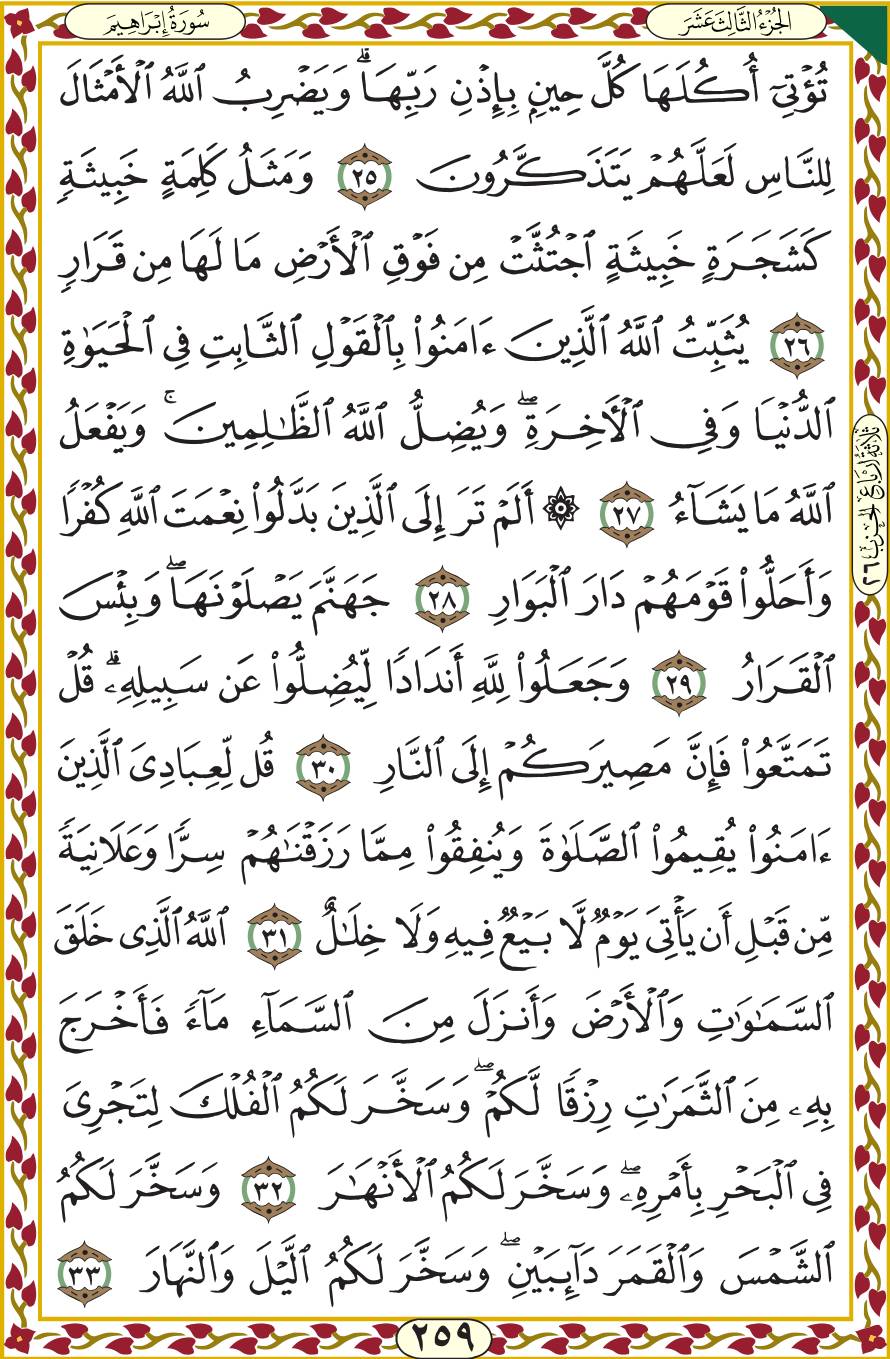 الجُزْءُ الثَّالِثَ عَشَرَ
سُورَةُ إِبْرَاهِيم
تُؤۡتِيٓ أُكُلَهَا كُلَّ حِينِۭ بِإِذۡنِ رَبِّهَاۗ وَيَضۡرِبُ ٱللَّهُ ٱلۡأَمۡثَالَ
لِلنَّاسِ لَعَلَّهُمۡ يَتَذَكَّرُونَ ٢٥ وَمَثَلُ كَلِمَةٍ خَبِيثَةٖ
كَشَجَرَةٍ خَبِيثَةٍ ٱجۡتُثَّتۡ مِن فَوۡقِ ٱلۡأَرۡضِ مَا لَهَا مِن قَرَارٖ
٢٦ يُثَبِّتُ ٱللَّهُ ٱلَّذِينَ ءَامَنُواْ بِٱلۡقَوۡلِ ٱلثَّابِتِ فِي ٱلۡحَيَوٰةِ
ٱلدُّنۡيَا وَفِي ٱلۡأٓخِرَةِۖ وَيُضِلُّ ٱللَّهُ ٱلظَّٰلِمِينَۚ وَيَفۡعَلُ
ٱللَّهُ مَا يَشَآءُ ٢٧ ۞ أَلَمۡ تَرَ إِلَى ٱلَّذِينَ بَدَّلُواْ نِعۡمَتَ ٱللَّهِ كُفۡرٗا
وَأَحَلُّواْ قَوۡمَهُمۡ دَارَ ٱلۡبَوَارِ ٢٨ جَهَنَّمَ يَصۡلَوۡنَهَاۖ وَبِئۡسَ
ٱلۡقَرَارُ ٢٩ وَجَعَلُواْ لِلَّهِ أَندَادٗا لِّيُضِلُّواْ عَن سَبِيلِهِۦۗ قُلۡ
تَمَتَّعُواْ فَإِنَّ مَصِيرَكُمۡ إِلَى ٱلنَّارِ ٣٠ قُل لِّعِبَادِيَ ٱلَّذِينَ
ءَامَنُواْ يُقِيمُواْ ٱلصَّلَوٰةَ وَيُنفِقُواْ مِمَّا رَزَقۡنَٰهُمۡ سِرّٗا وَعَلَانِيَةٗ
مِّن قَبۡلِ أَن يَأۡتِيَ يَوۡمٞ لَّا بَيۡعٞ فِيهِ وَلَا خِلَٰلٌ ٣١ ٱللَّهُ ٱلَّذِي خَلَقَ
ٱلسَّمَٰوَٰتِ وَٱلۡأَرۡضَ وَأَنزَلَ مِنَ ٱلسَّمَآءِ مَآءٗ فَأَخۡرَجَ
بِهِۦ مِنَ ٱلثَّمَرَٰتِ رِزۡقٗا لَّكُمۡۖ وَسَخَّرَ لَكُمُ ٱلۡفُلۡكَ لِتَجۡرِيَ
فِي ٱلۡبَحۡرِ بِأَمۡرِهِۦۖ وَسَخَّرَ لَكُمُ ٱلۡأَنۡهَٰرَ ٣٢ وَسَخَّرَ لَكُمُ
ٱلشَّمۡسَ وَٱلۡقَمَرَ دَآئِبَيۡنِۖ وَسَخَّرَ لَكُمُ ٱلَّيۡلَ وَٱلنَّهَارَ ٣٣
ثلاثة أرباع الحزب ٢٦
٢٥٩